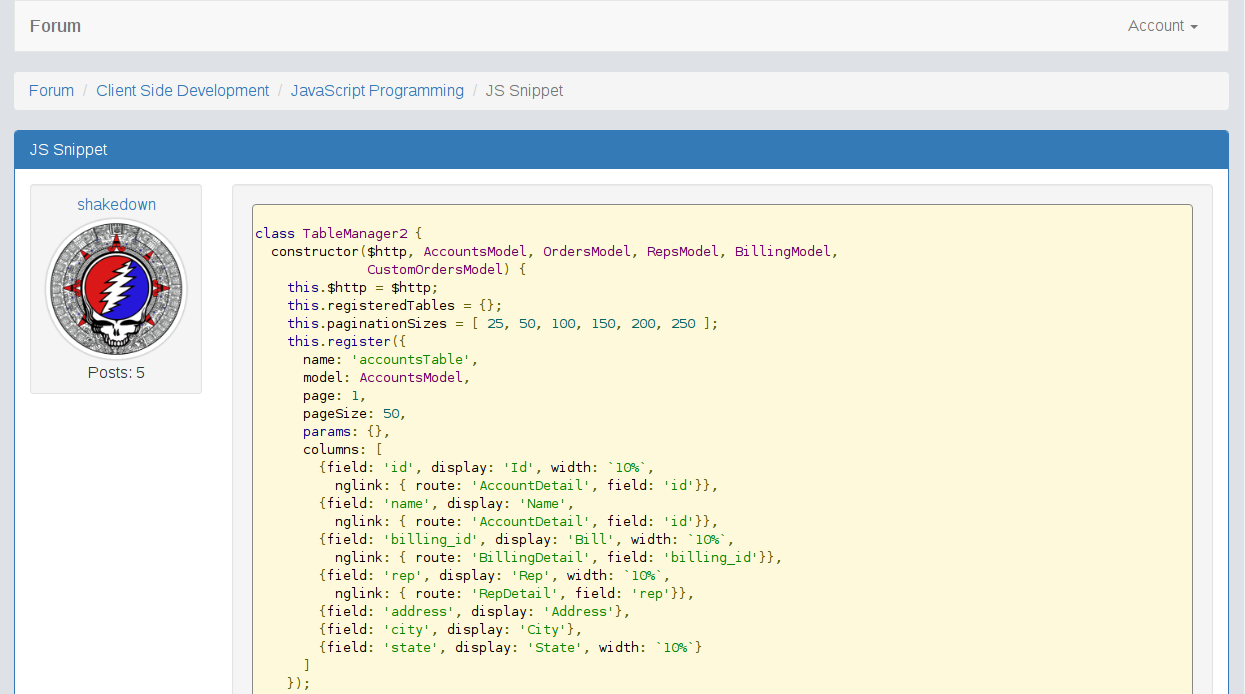 Forum
Account
Forum / Client Side Development / JavaScript Programming / JS Snippet
JS Snippet
shakedown
Posts: 5
class TableManager2 {
  constructor($http, AccountsModel, OrdersModel, RepsModel, BillingModel,
              CustomOrdersModel) {
    this.$http = $http;
    this.registeredTables = {};
    this.paginationSizes = [ 25, 50, 100, 150, 200, 250 ];
    this.register({
      name: 'accountsTable',
      model: AccountsModel,
      page: 1,
      pageSize: 50,
      params: {},
      columns: [
        {field: 'id', display: 'Id', width: `10%`,
          nglink: { route: 'AccountDetail', field: 'id'}},
        {field: 'name', display: 'Name',
          nglink: { route: 'AccountDetail', field: 'id'}},
        {field: 'billing_id', display: 'Bill', width: `10%`,
          nglink: { route: 'BillingDetail', field: 'billing_id'}},
        {field: 'rep', display: 'Rep', width: `10%`,
          nglink: { route: 'RepDetail', field: 'rep'}},
        {field: 'address', display: 'Address'},
        {field: 'city', display: 'City'},
        {field: 'state', display: 'State', width: `10%`}
      ]
    });